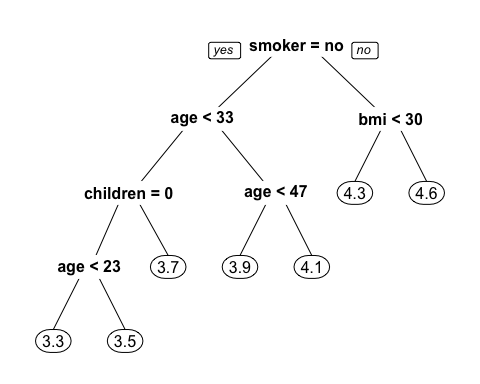 yes smoker = no no
age < 33 bmi < 30
children = 0 age < 47 4.3 4.6
age < 23 3.7 3.9 4.1
3.3 3.5